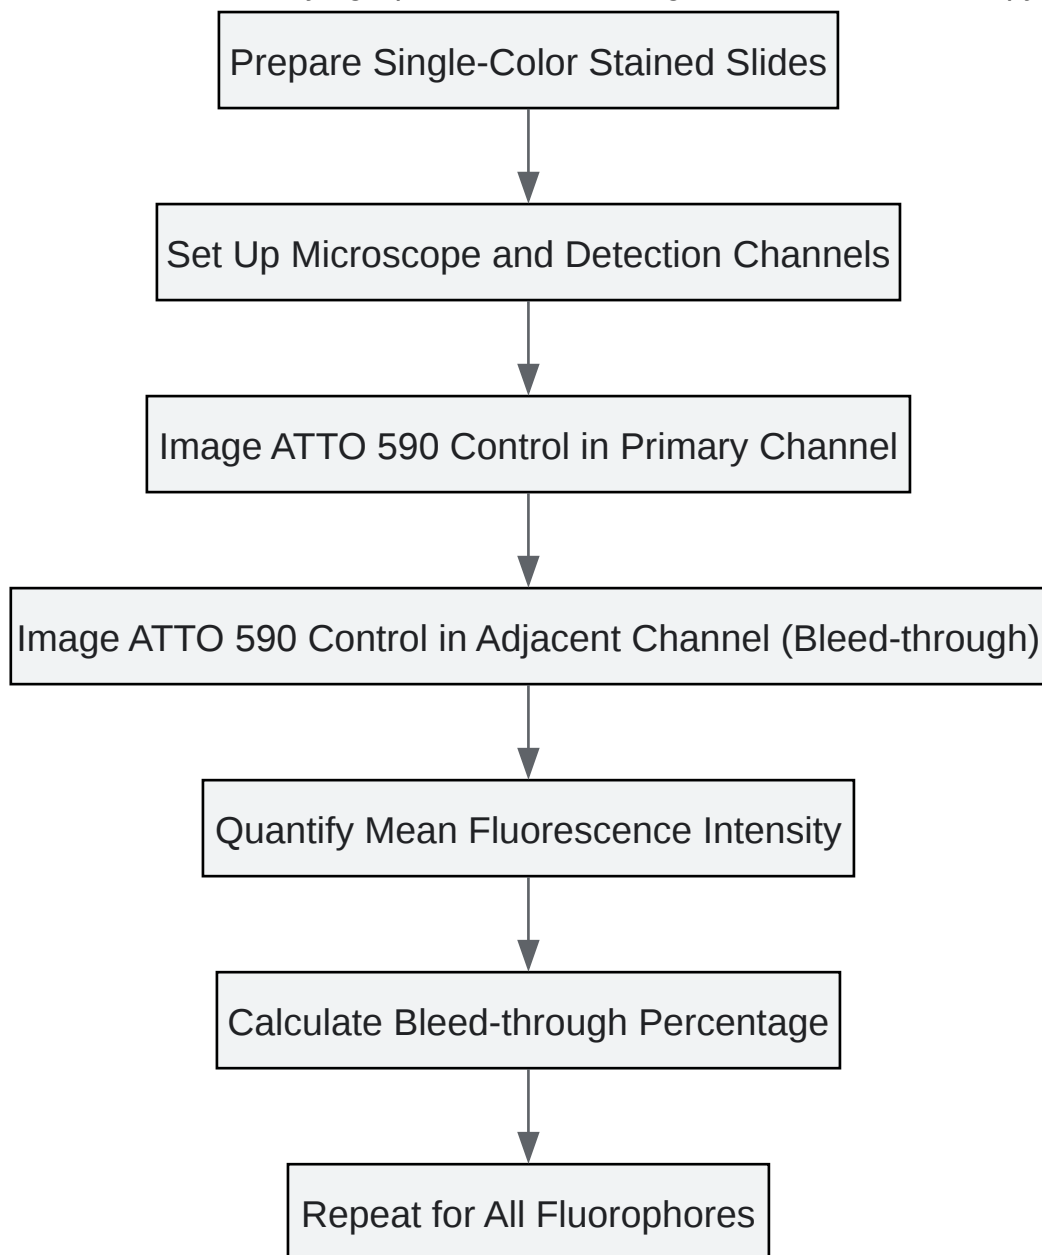 Prepare Single-Color Stained Slides
Set Up Microscope and Detection Channels
Image ATTO 590 Control in Primary Channel
Image ATTO 590 Control in Adjacent Channel (Bleed-through)
Quantify Mean Fluorescence Intensity
Calculate Bleed-through Percentage
Repeat for All Fluorophores